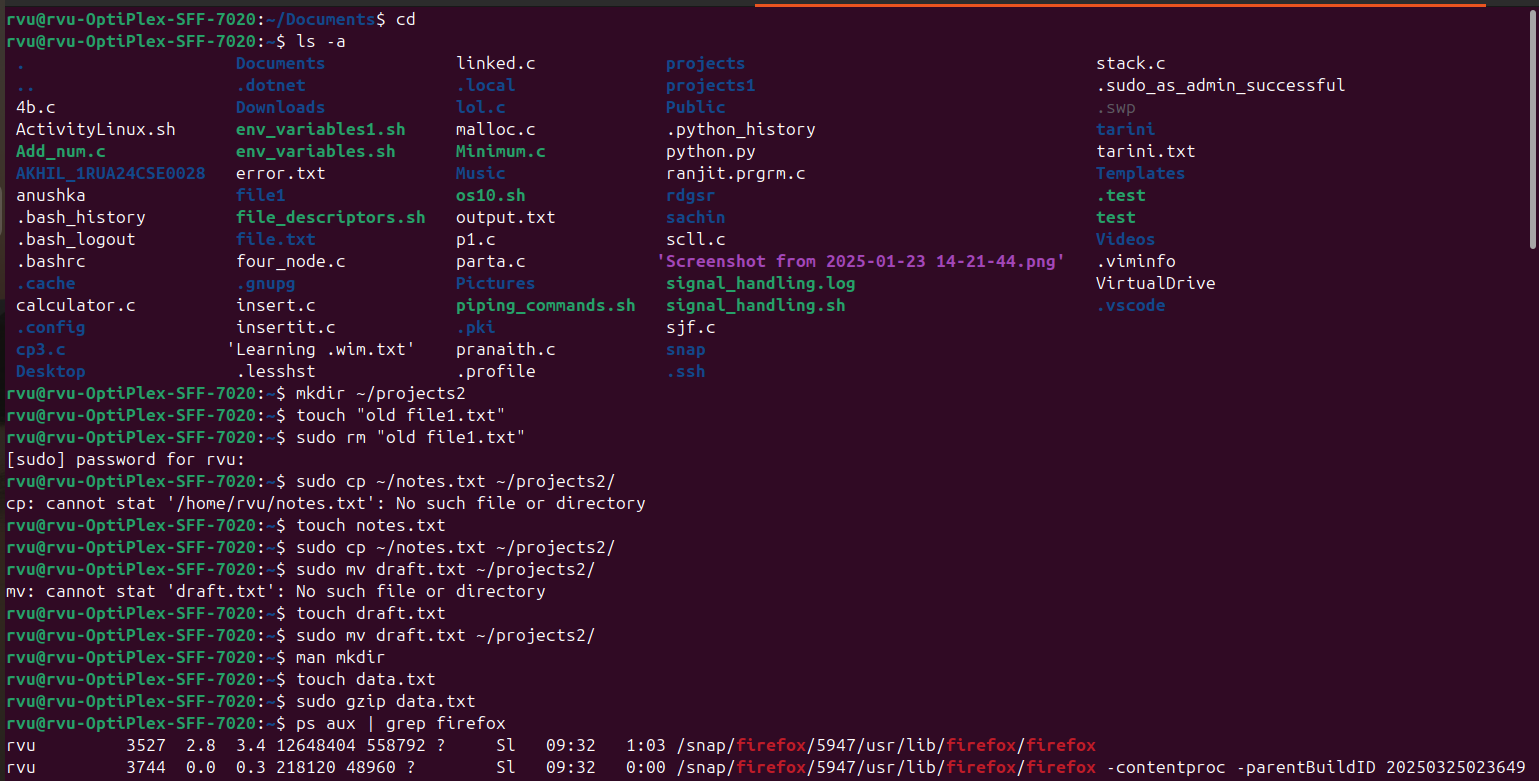 rvu@rvu-OptiPlex-SFF-7020:~/Documents$ cd
rvu@rvu-OptiPlex-SFF-7020:~$ ls -a
. Documents linked.c projects stack.c
.. .dotnet .local projects1 .sudo_as_admin_successful
4b.c Downloads lol.c Public .swp
ActivityLinux.sh env_variables1.sh malloc.c .python_history tarini
Add_num.c env_variables.sh Minimum.c python.py tarini.txt
AKHIL_1RUA24CSE0028 error.txt Music ranjit.prgrm.c Templates
anushka file1 os10.sh rdgsr .test
.bash_history file_descriptors.sh output.txt sachin test
.bash_logout file.txt p1.c scll.c Videos
.bashrc four_node.c parta.c 'Screenshot from 2025-01-23 14-21-44.png' .viminfo
.cache .gnupg Pictures signal_handling.log VirtualDrive
calculator.c insert.c piping_commands.sh signal_handling.sh .vscode
.config insertit.c .pki sjf.c
cp3.c 'Learning .wim.txt' pranaith.c snap
Desktop .lesshst .profile .ssh
rvu@rvu-OptiPlex-SFF-7020:~$ mkdir ~/projects2
rvu@rvu-OptiPlex-SFF-7020:~$ touch "old file1.txt"
rvu@rvu-OptiPlex-SFF-7020:~$ sudo rm "old file1.txt"
[sudo] password for rvu:
rvu@rvu-OptiPlex-SFF-7020:~$ sudo cp ~/notes.txt ~/projects2/
cp: cannot stat '/home/rvu/notes.txt': No such file or directory
rvu@rvu-OptiPlex-SFF-7020:~$ touch notes.txt
rvu@rvu-OptiPlex-SFF-7020:~$ sudo cp ~/notes.txt ~/projects2/
rvu@rvu-OptiPlex-SFF-7020:~$ sudo mv draft.txt ~/projects2/
mv: cannot stat 'draft.txt': No such file or directory
rvu@rvu-OptiPlex-SFF-7020:~$ touch draft.txt
rvu@rvu-OptiPlex-SFF-7020:~$ sudo mv draft.txt ~/projects2/
rvu@rvu-OptiPlex-SFF-7020:~$ man mkdir
rvu@rvu-OptiPlex-SFF-7020:~$ touch data.txt
rvu@rvu-OptiPlex-SFF-7020:~$ sudo gzip data.txt
rvu@rvu-OptiPlex-SFF-7020:~$ ps aux | grep firefox
rvu 3527 2.8 3.4 12648404 558792 ? Sl 09:32 1:03 /snap/firefox/5947/usr/lib/firefox/firefox
rvu 3744 0.0 0.3 218120 48960 ? Sl 09:32 0:00 /snap/firefox/5947/usr/lib/firefox/firefox -contentproc -parentBuildID 20250325023649